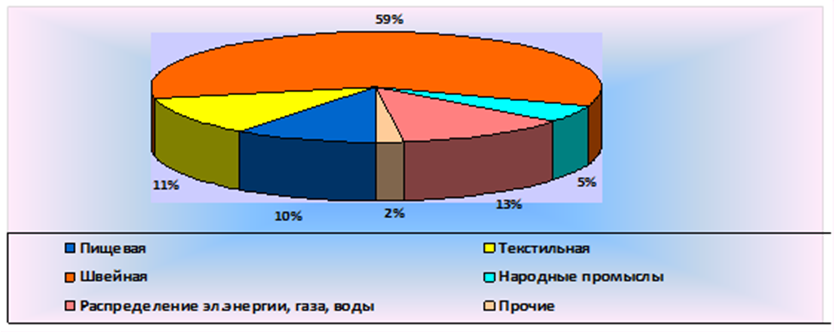 59%
11%
5%
13%
2%
10%
Пищевая
Текстильная
Швейная
Народные промыслы
Распределение эл.энергии, газа, воды
Прочие